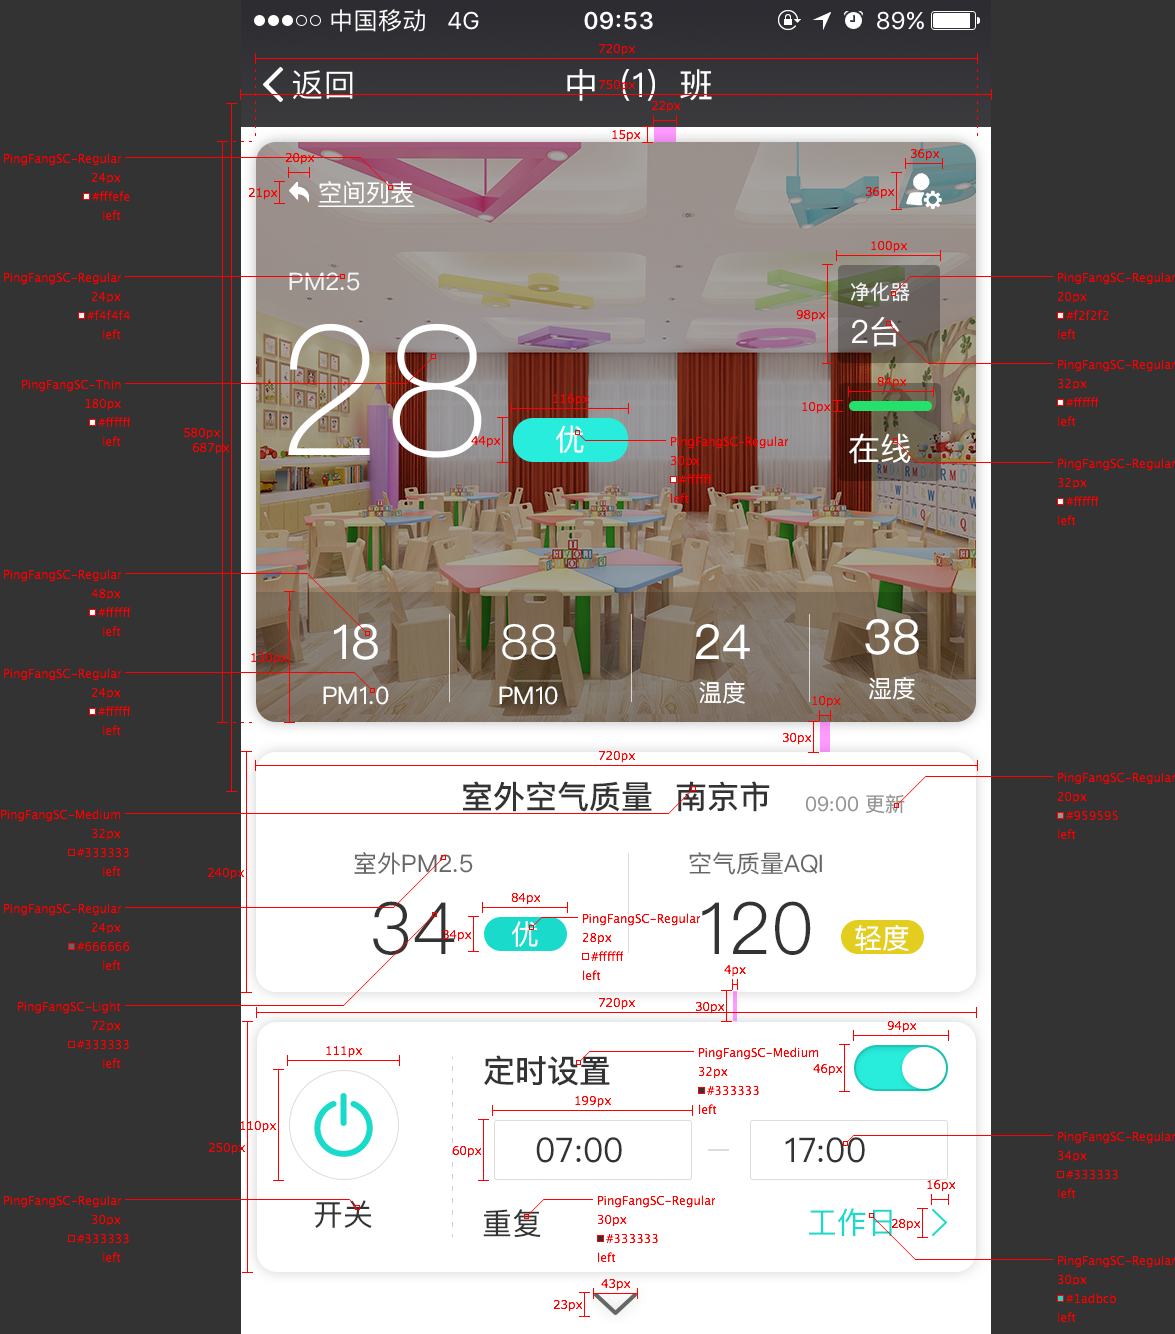 中国移动 4G 09:53 89%
720px
返回 中（1）班
750px
22px
15px
PingFangSC-Regular
24px
#fffefe
left
20px
21px
空间列表
36px
36px
PingFangSC-Regular
24px
#f4f4f4
left
PM2.5
100px
净化器
2台
98px
PingFangSC-Regular
20px
#f2f2f2
left
PingFangSC-Thin
180px
#ffffff
left
28
580px
687px
116px
44px
优
PingFangSC-Regular
30px
#ffffff
left
84px
10px
在线
PingFangSC-Regular
32px
#ffffff
left
PingFangSC-Regular
32px
#ffffff
left
PingFangSC-Regular
48px
#ffffff
left
18 88 24 38
130px
PM1.0 PM10 温度 湿度
PingFangSC-Regular
24px
#ffffff
left
10px
30px
720px
室外空气质量 南京市 09:00 更新
PingFangSC-Regular
20px
#959595
left
PingFangSC-Medium
32px
#333333
left
室外PM2.5 空气质量AQI
240px
PingFangSC-Regular
24px
#666666
left
34
84px
34px
优
PingFangSC-Regular
28px
#ffffff
left
120 轻度
PingFangSC-Light
72px
#333333
left
4px
30px
720px
111px
110px
250px
定时设置
PingFangSC-Medium
32px
#333333
left
94px
46px
199px
60px
07:00 17:00
PingFangSC-Regular
34px
#333333
left
PingFangSC-Regular
30px
#333333
left
开关
重复
PingFangSC-Regular
30px
#333333
left
工作日
16px
28px
PingFangSC-Regular
30px
#1adbcb
left
43px
23px